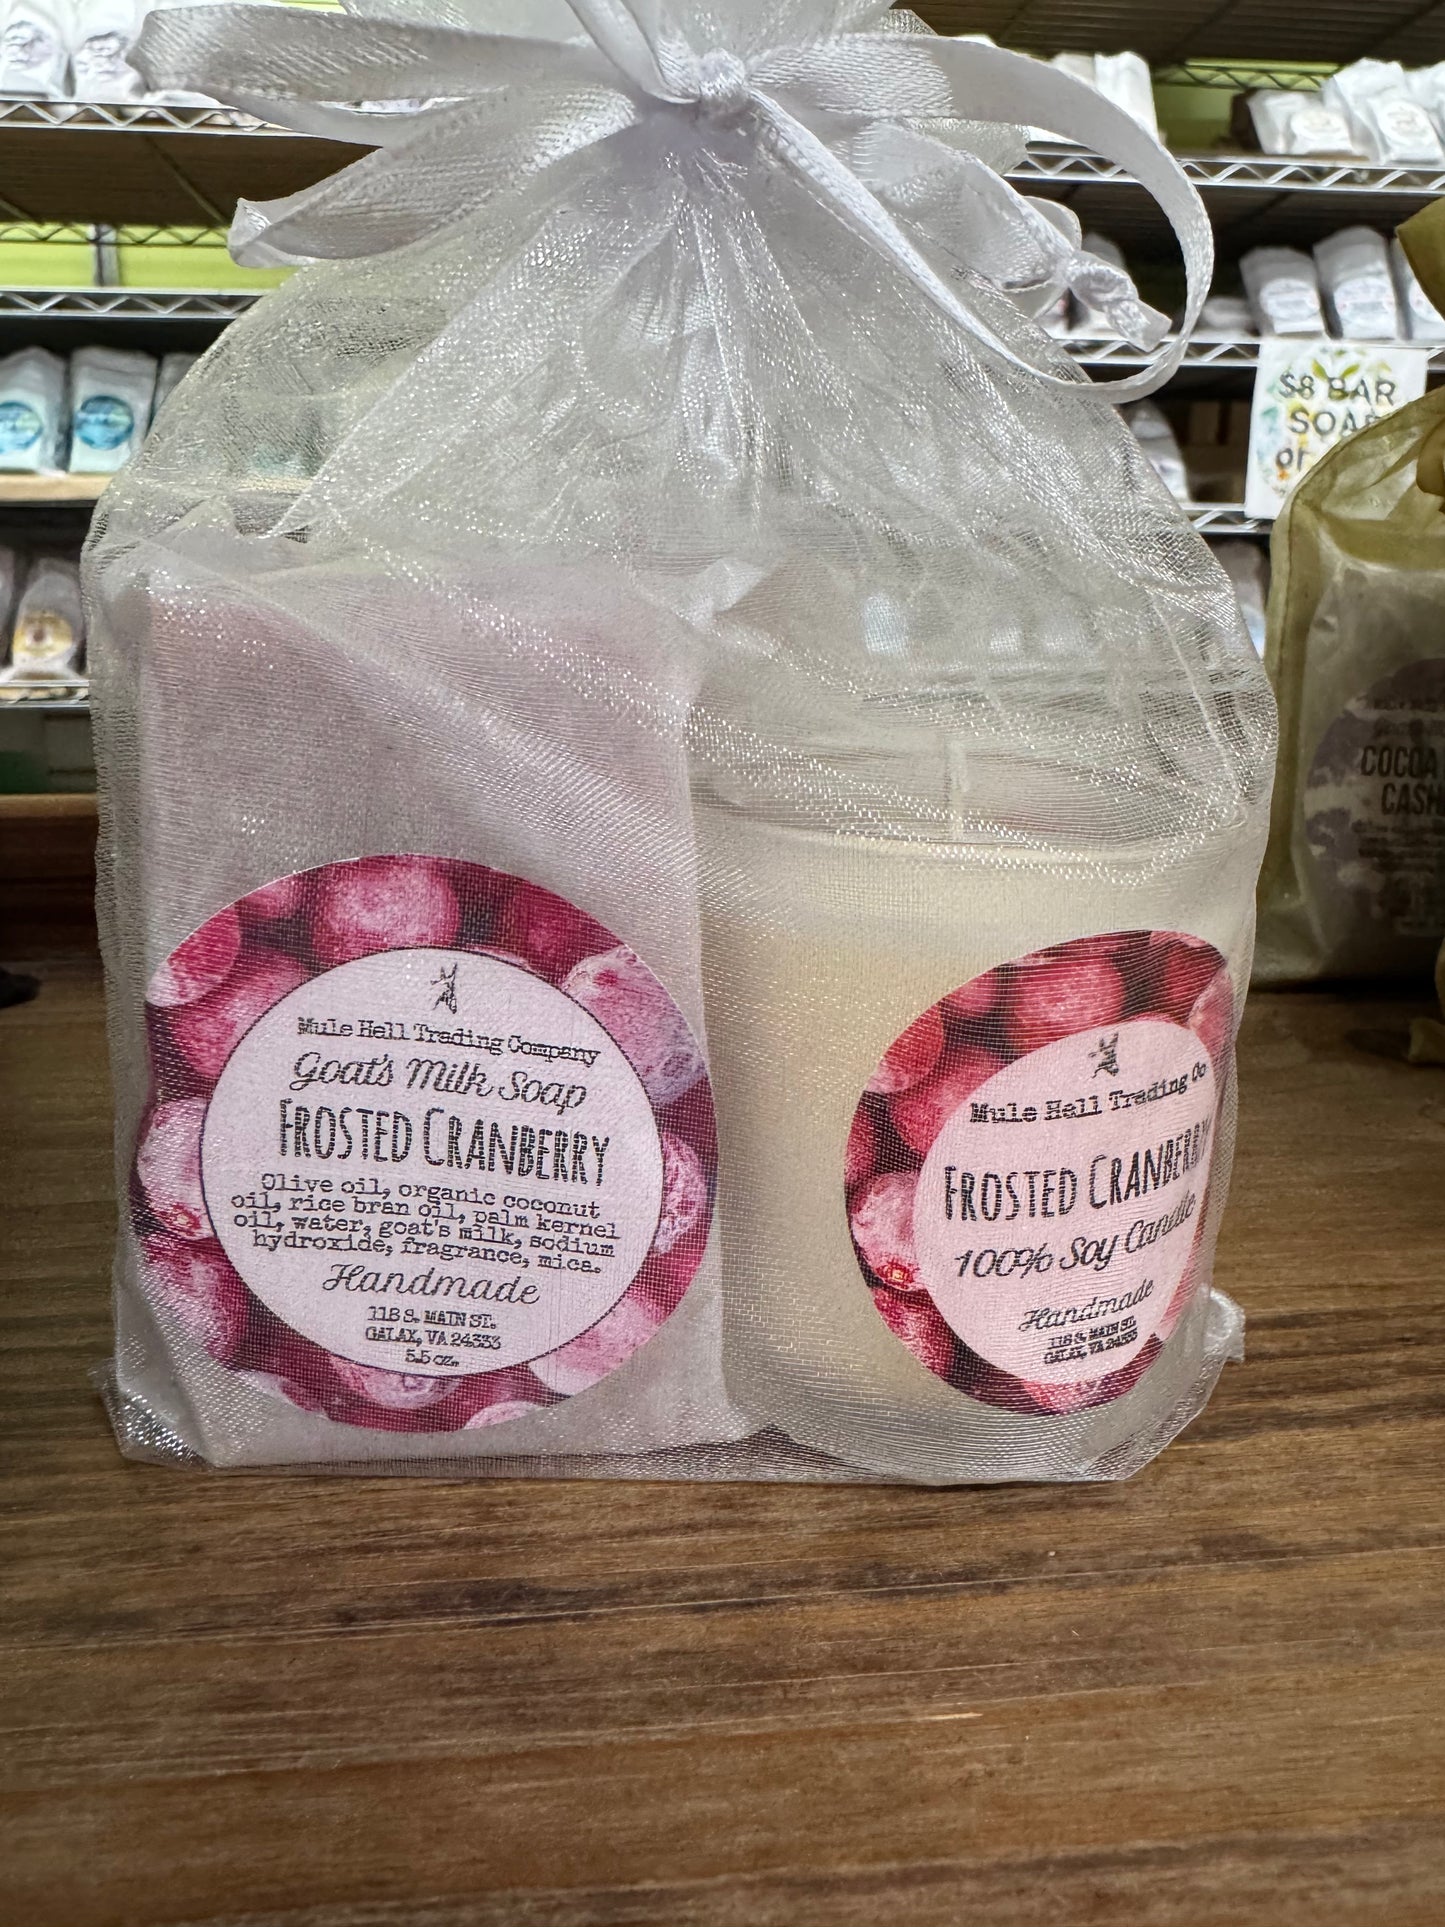 $8 BAR
Mule Hell Trading Company
Goat's Milk Soap
FROSTED CRANBERRY
Olive oil, organic coconut
oil, rice bran oil, palm kernel
oil, water, goat's milk, sodium
hydroxide, fragrance, mica.
Handmade
118 S. MAIN ST.
GALAX, VA 24333
5.5 oz.
Mule Hell Trading Co
FROSTED CRANBERRY
100% Soy Candle
Handmade
118 S. MAIN ST.
GALAX, VA 24333
COCOA